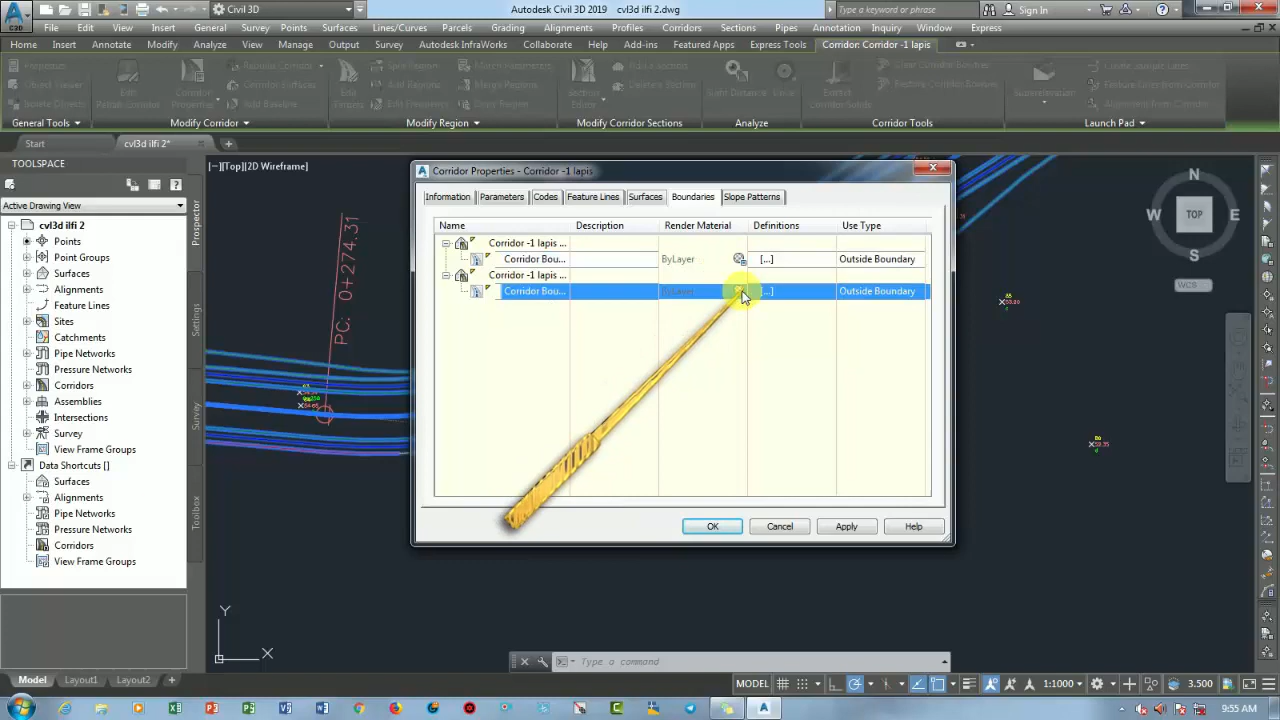 Civil 3D
Autodesk Civil 3D 2019 cvl3d ilfi 2.dwg
Type a keyword or phrase
Sign In
File Edit View Insert General Survey Points Surfaces Lines/Curves Parcels Grading Alignments Profiles Corridors Sections Pipes Annotation Inquiry Window Express
Home Insert Annotate Modify Analyze View Manage Output Survey Autodesk InfraWorks Collaborate Help Add-ins Featured Apps Express Tools Corridor: Corridor -1 lapis
General Tools Modify Corridor Modify Region Modify Corridor Sections Analyze Corridor Tools Launch Pad
Start cvl3d ilfi 2*
TOOLSPACE
[−][Top][2D Wireframe]
Active Drawing View
cvl3d ilfi 2
Points
Point Groups
Surfaces
Alignments
Feature Lines
Sites
Catchments
Pipe Networks
Pressure Networks
Corridors
Assemblies
Intersections
Survey
View Frame Groups
Data Shortcuts []
Surfaces
Alignments
Pipe Networks
Pressure Networks
Corridors
View Frame Groups
Prospector
Settings
Survey
Toolbox
PC: 0+274.31
Corridor Properties - Corridor -1 lapis
Information Parameters Codes Feature Lines Surfaces Boundaries Slope Patterns
Name Description Render Material Definitions Use Type
Corridor -1 lapis ...
Corridor Bou... ByLayer [...] Outside Boundary
Corridor -1 lapis ...
Corridor Bou... ByLayer [...] Outside Boundary
OK Cancel Apply Help
N
W TOP E
S
WCS
Y
X
Type a command
Model Layout1 Layout2 +
MODEL 1:1000 3.500
9:55 AM